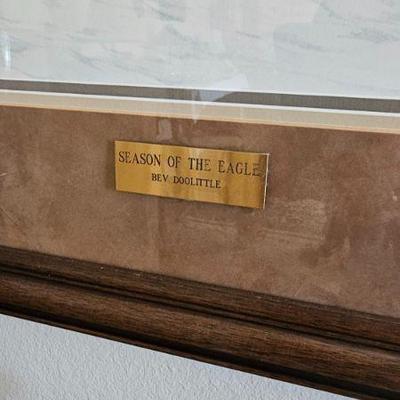 SEASON OF THE EAGLE
BEV DOOLITTLE